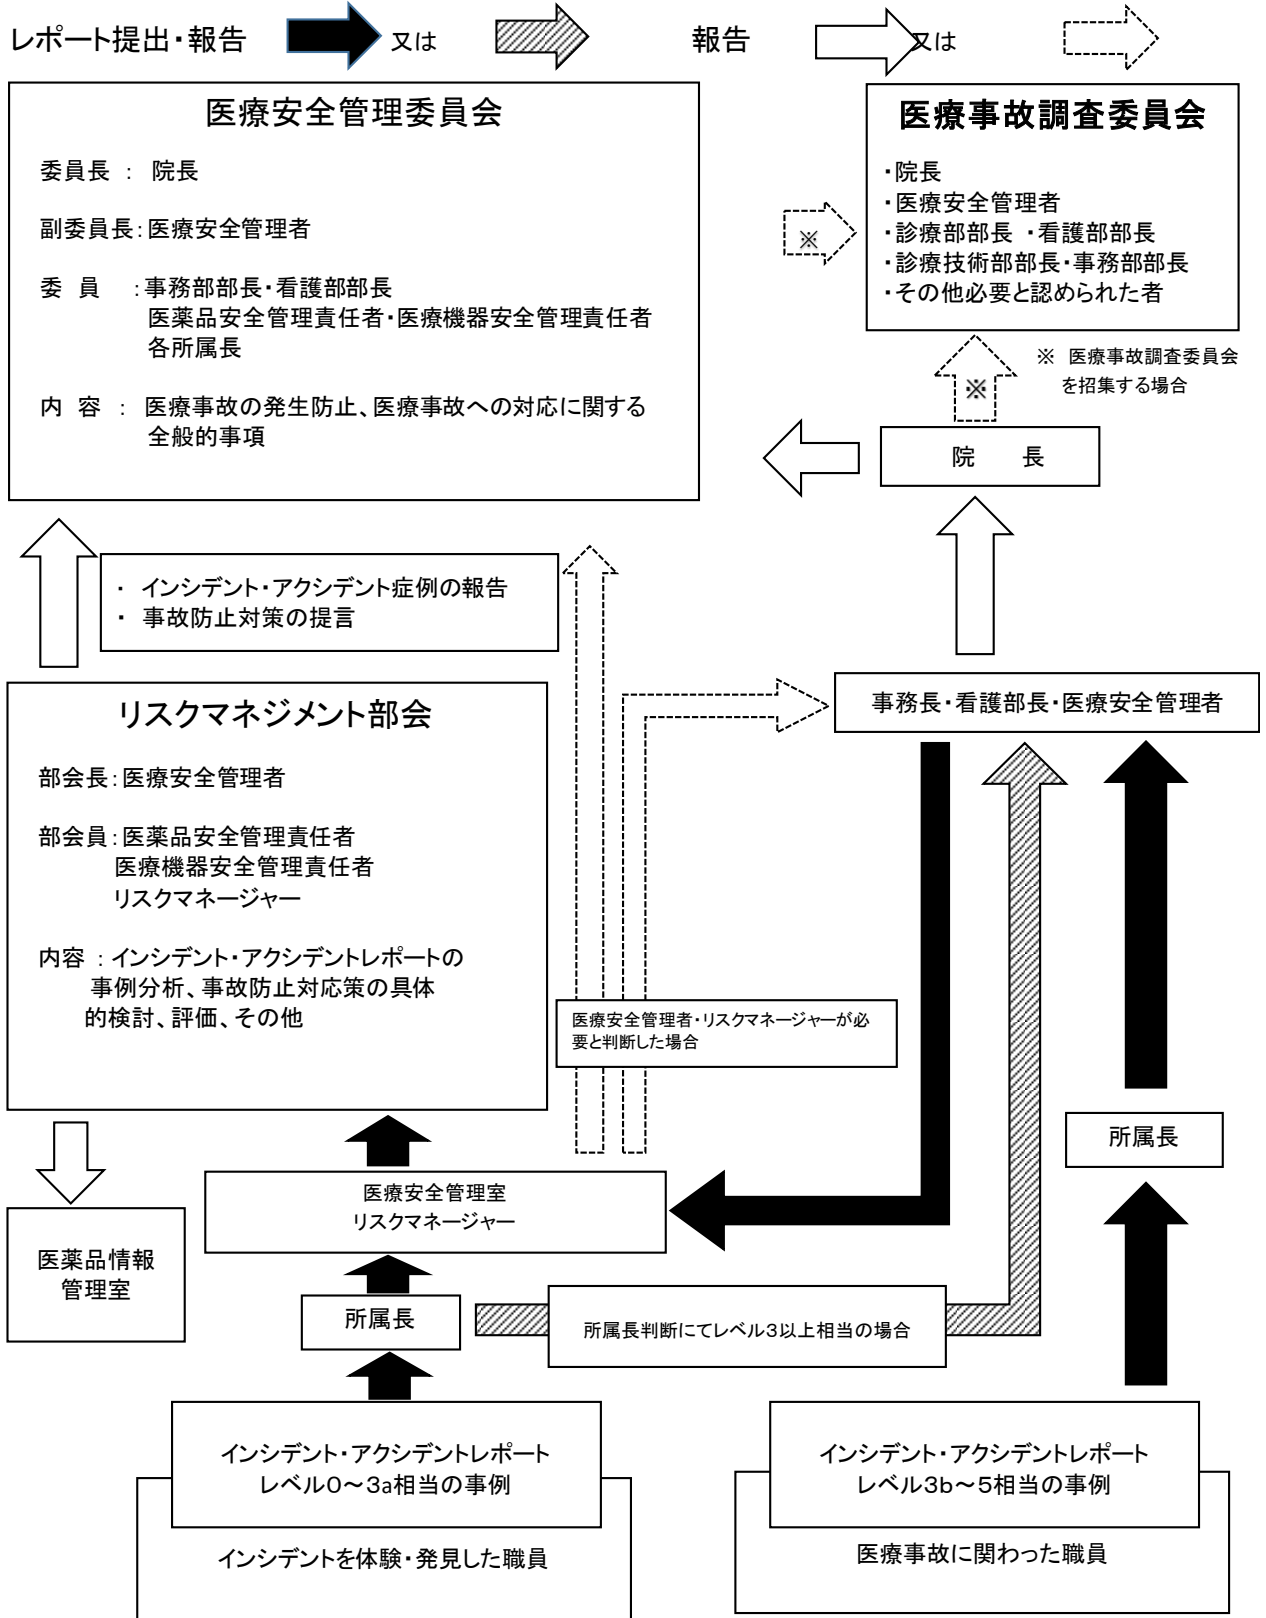 レポート提出・報告 又は 報告 又は
医療安全管理委員会
委員長 : 院長
副委員長:医療安全管理者
委 員 :事務部部長・看護部部長
医薬品安全管理責任者・医療機器安全管理責任者
各所属長
内 容 : 医療事故の発生防止、医療事故への対応に関する
全般的事項
医療事故調査委員会
・院長
・医療安全管理者
・診療部部長 ・看護部部長
・診療技術部部長・事務部部長
・その他必要と認められた者
※
※
※ 医療事故調査委員会
を招集する場合
院 長
・ インシデント・アクシデント症例の報告
・ 事故防止対策の提言
リスクマネジメント部会
部会長:医療安全管理者
部会員:医薬品安全管理責任者
医療機器安全管理責任者
リスクマネージャー
内容 :インシデント・アクシデントレポートの
事例分析、事故防止対応策の具体
的検討、評価、その他
事務長・看護部長・医療安全管理者
医療安全管理者・リスクマネージャーが必
要と判断した場合
所属長
医療安全管理室
リスクマネージャー
医薬品情報
管理室
所属長
所属長判断にてレベル3以上相当の場合
インシデント・アクシデントレポート
レベル0～3a相当の事例
インシデントを体験・発見した職員
インシデント・アクシデントレポート
レベル3b～5相当の事例
医療事故に関わった職員